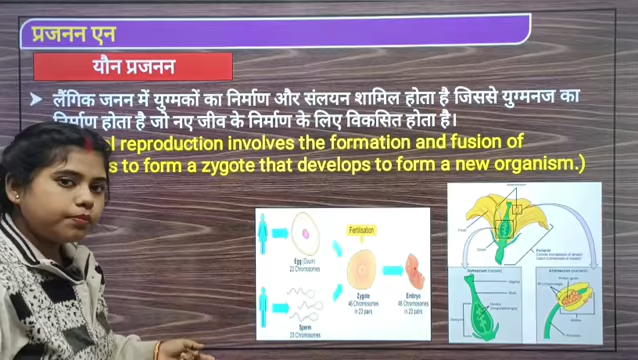 प्रजनन एन
यौन प्रजनन
➤ लैंगिक जनन में युग्मकों का निर्माण और संलयन शामिल होता है जिससे युग्मनज का
निर्माण होता है जो नए जीव के निर्माण के लिए विकसित होता है।
reproduction involves the formation and fusion of
to form a zygote that develops to form a new organism.)
Fertilisation
Egg (Ovum)
23 Chromosomes
Zygote
46 Chromosomes
in 23 pairs
Embryo
46 Chromosomes
in 23 pairs
Sperm
23 Chromosomes